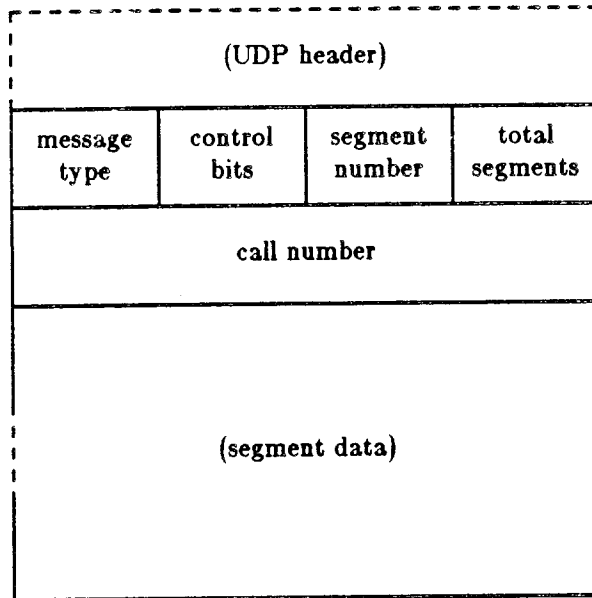 (UDP header)
message type
control bits
segment number
total segments
call number
(segment data)